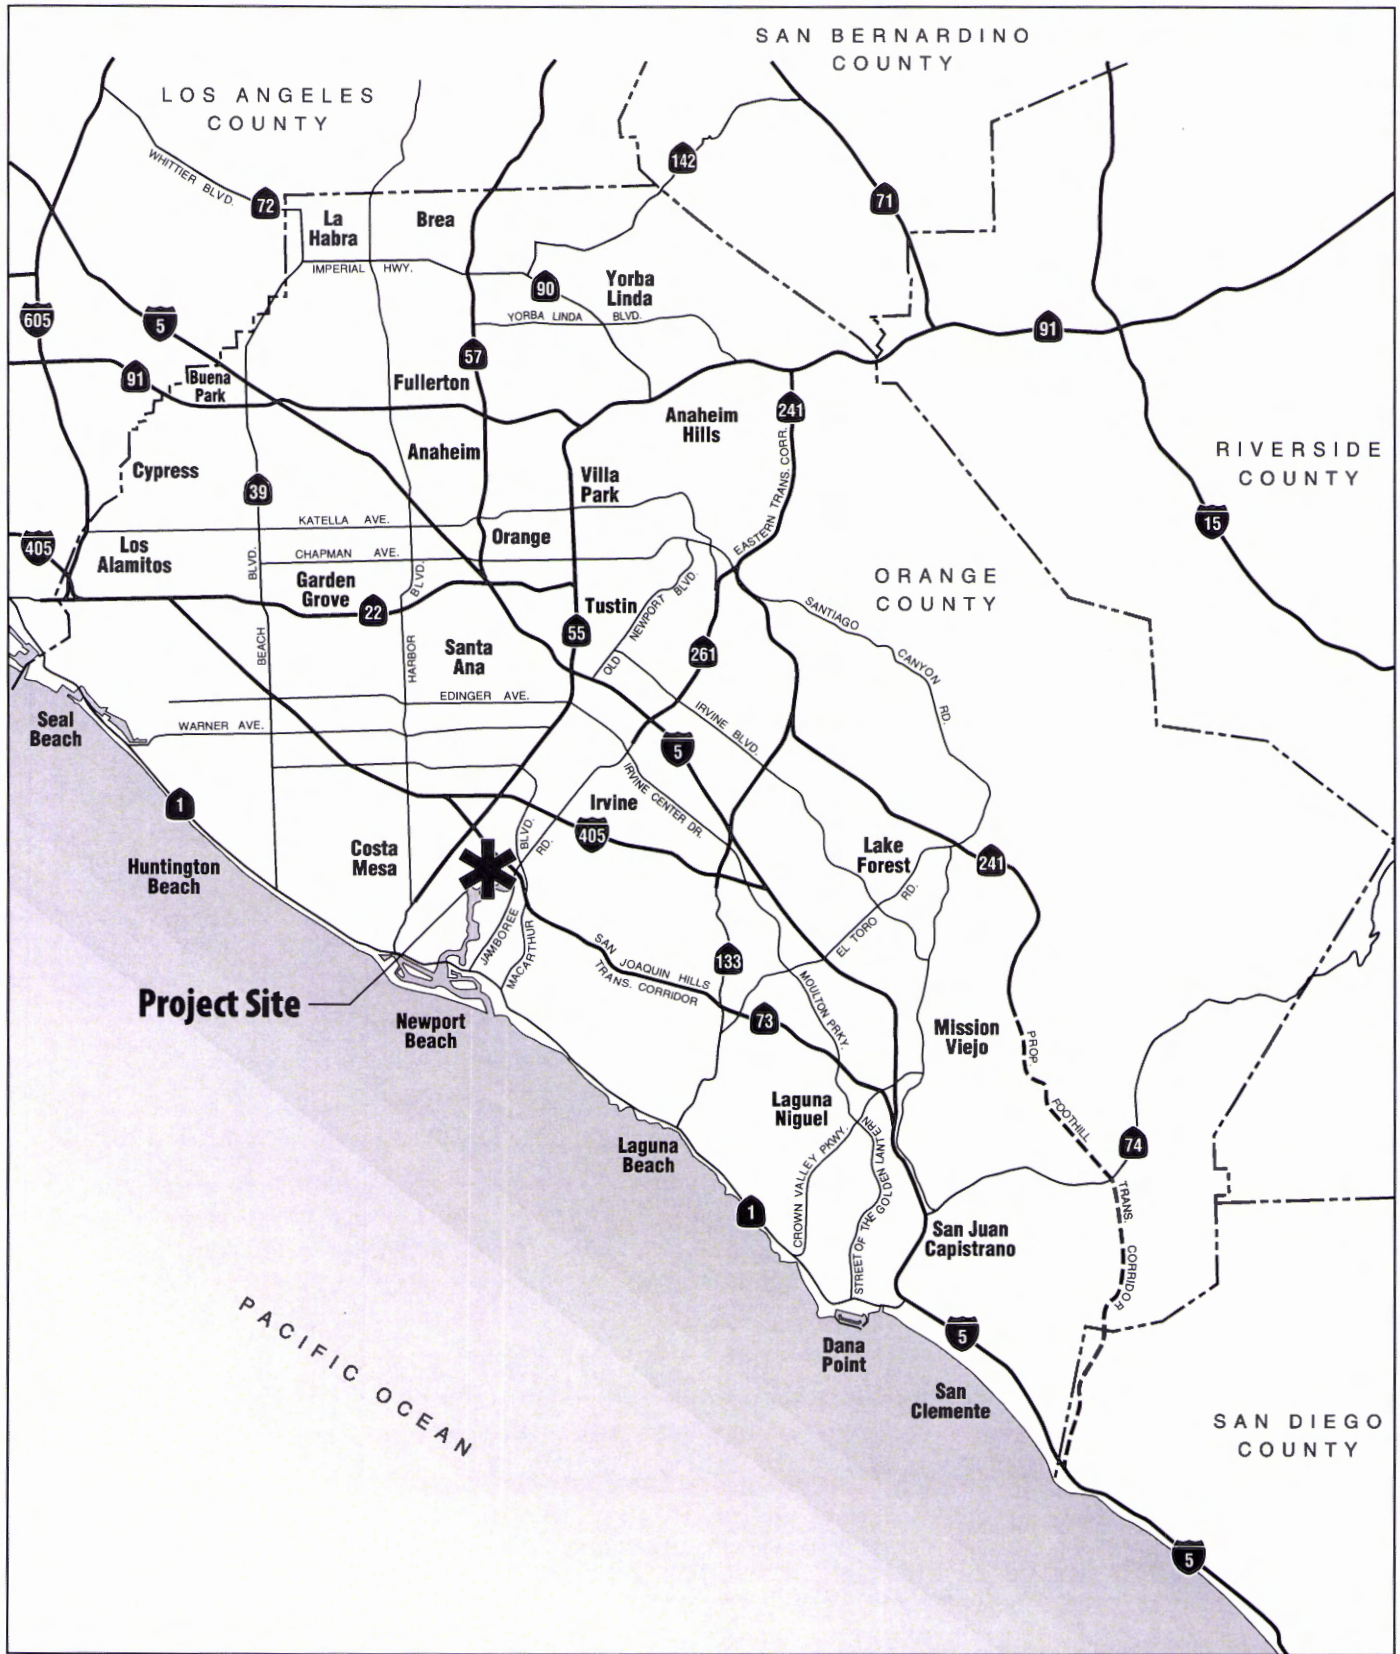 SAN BERNARDINO
COUNTY
LOS ANGELES
COUNTY
WHITTIER BLVD.
142
72
71
La
Habra
Brea
IMPERIAL HWY.
90
Yorba
Linda
YORBA LINDA BLVD.
605
5
91
57
91
Buena
Park
Fullerton
241
Anaheim
Hills
Anaheim
EASTERN TRANS. CORR.
RIVERSIDE
COUNTY
Cypress
Villa
Park
39
KATELLA AVE.
15
Orange
405
Los
Alamitos
BLVD.
CHAPMAN AVE.
BLVD.
Garden
Grove
22
ORANGE
COUNTY
Tustin
55
OLD NEWPORT BLVD.
SANTIAGO CANYON RD.
BEACH
HARBOR
Santa
Ana
261
EDINGER AVE.
WARNER AVE.
IRVINE BLVD.
Seal
Beach
5
1
IRVINE CENTER DR.
Irvine
405
BLVD.
RD.
Costa
Mesa
Lake
Forest
241
Huntington
Beach
RD.
EL TORO
JAMBOREE
MACARTHUR
SAN JOAQUIN HILLS
TRANS. CORRIDOR
133
MOULTON PRKY.
Project Site
73
Newport
Beach
Mission
Viejo
PROP.
FOOTHILL
TRANS.
CORRIDOR
Laguna
Niguel
74
Laguna
Beach
CROWN VALLEY PKWY.
STREET OF THE GOLDEN LANTERN
1
San Juan
Capistrano
PACIFIC OCEAN
5
Dana
Point
San
Clemente
SAN DIEGO
COUNTY
5